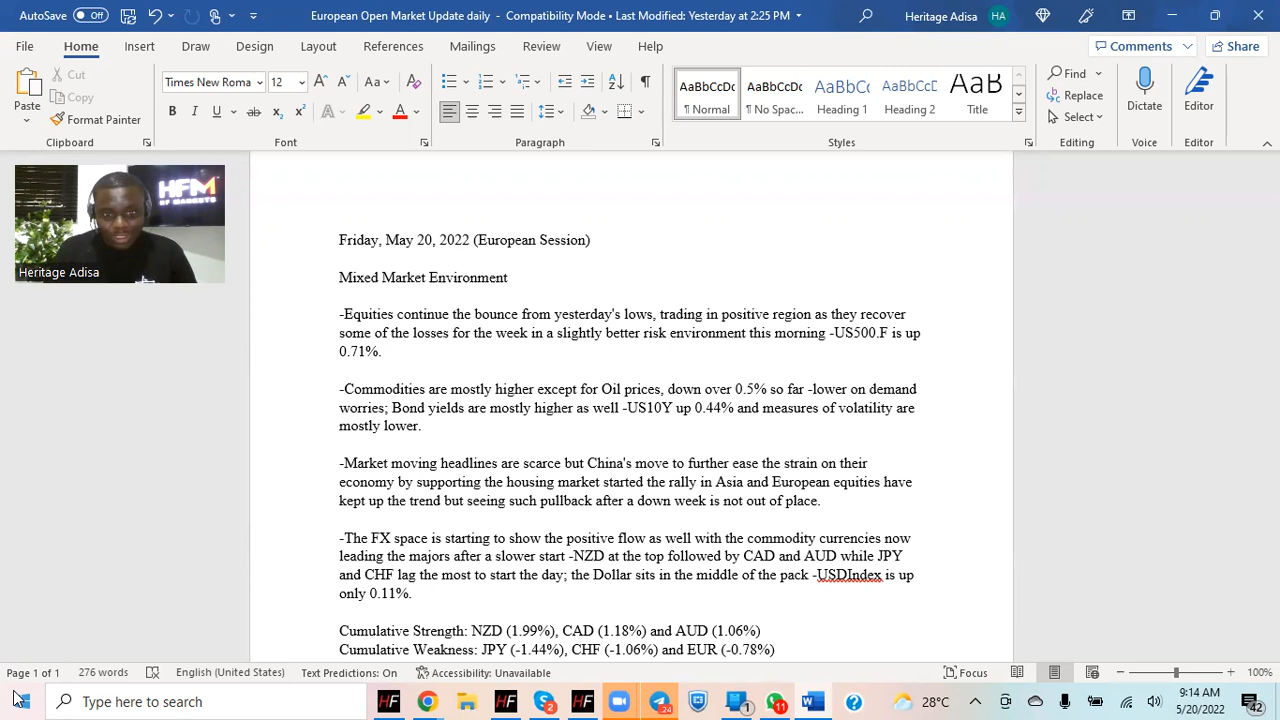 AutoSave Off European Open Market Update daily - Compatibility Mode • Last Modified: Yesterday at 2:25 PM Heritage Adisa HA
File Home Insert Draw Design Layout References Mailings Review View Help Comments Share
Paste Cut Copy Format Painter
Times New Roma 12 Aa
B I U ab x2 x2 A A
AaBbCcDc AaBbCcDc AaBbCc AaBbCcD AaB
¶ Normal ¶ No Spac... Heading 1 Heading 2 Title
Find Replace Select Dictate Editor
Clipboard Font Paragraph Styles Editing Voice Editor
HFM
HF MARKETS
Heritage Adisa
Friday, May 20, 2022 (European Session)
Mixed Market Environment
-Equities continue the bounce from yesterday's lows, trading in positive region as they recover
some of the losses for the week in a slightly better risk environment this morning -US500.F is up
0.71%.
-Commodities are mostly higher except for Oil prices, down over 0.5% so far -lower on demand
worries; Bond yields are mostly higher as well -US10Y up 0.44% and measures of volatility are
mostly lower.
-Market moving headlines are scarce but China's move to further ease the strain on their
economy by supporting the housing market started the rally in Asia and European equities have
kept up the trend but seeing such pullback after a down week is not out of place.
-The FX space is starting to show the positive flow as well with the commodity currencies now
leading the majors after a slower start -NZD at the top followed by CAD and AUD while JPY
and CHF lag the most to start the day; the Dollar sits in the middle of the pack -USDIndex is up
only 0.11%.
Cumulative Strength: NZD (1.99%), CAD (1.18%) and AUD (1.06%)
Cumulative Weakness: JPY (-1.44%), CHF (-1.06%) and EUR (-0.78%)
Page 1 of 1 276 words English (United States) Text Predictions: On Accessibility: Unavailable Focus 100%
Type here to search HF HF 2 HF 24 1 11 28°C 9:14 AM
5/20/2022 42